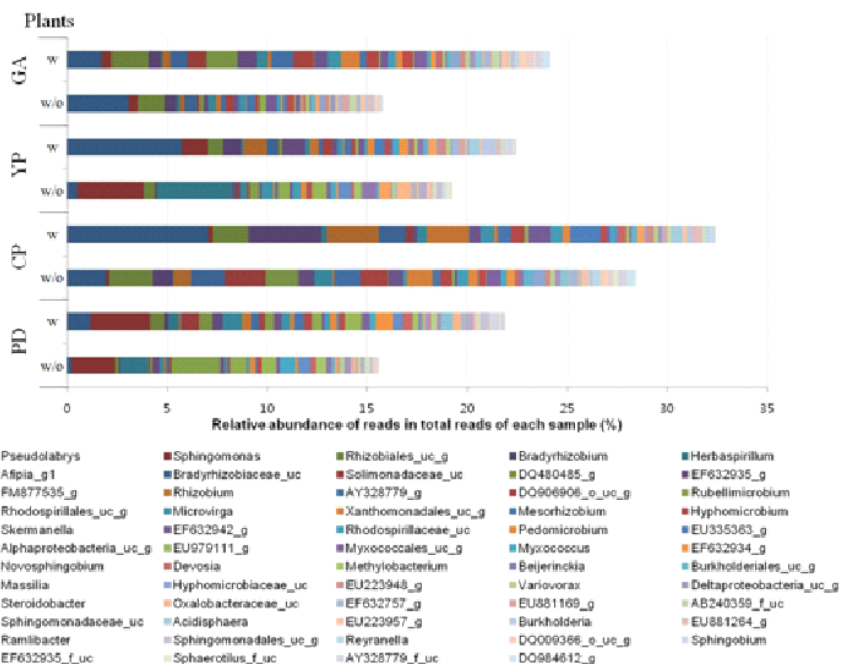 Plants
GA
w
w/o
YP
w
w/o
CP
w
w/o
PD
w
w/o
0 5 10 15 20 25 30 35
Relative abundance of reads in total reads of each sample (%)
Pseudolabrys Sphingomonas Rhizobiales_uc_g Bradyrhizobium Herbaspirillum
Afipia_g1 Bradyrhizobiaceae_uc Solimonadaceae_uc DQ480485_g EF632935_g
FM877535_g Rhizobium AY328779_g DQ906906_o_uc_g Rubellimicrobium
Rhodospirillales_uc_g Microvirga Xanthomonadales_uc_g Mesorhizobium Hyphomicrobium
Skermanella EF632942_g Rhodospirillaceae_uc Pedomicrobium EU335363_g
Alphaproteobacteria_uc_g EU979111_g Myxococcales_uc_g Myxococcus EF632934_g
Novosphingobium Devosia Methylobacterium Beijerinckia Burkholderiales_uc_g
Massilia Hyphomicrobiaceae_uc EU223948_g Variovorax Deltaproteobacteria_uc_g
Steroidobacter Oxalobacteraceae_uc EF632757_g EU881169_g AB240359_f_uc
Sphingomonadaceae_uc Acidisphaera EU223957_g Burkholderia EU881264_g
Ramlibacter Sphingomonadales_uc_g Reyranella DQ009366_o_uc_g Sphingobium
EF632935_f_uc Sphaerotilus_f_uc AY328779_f_uc DQ984612_g